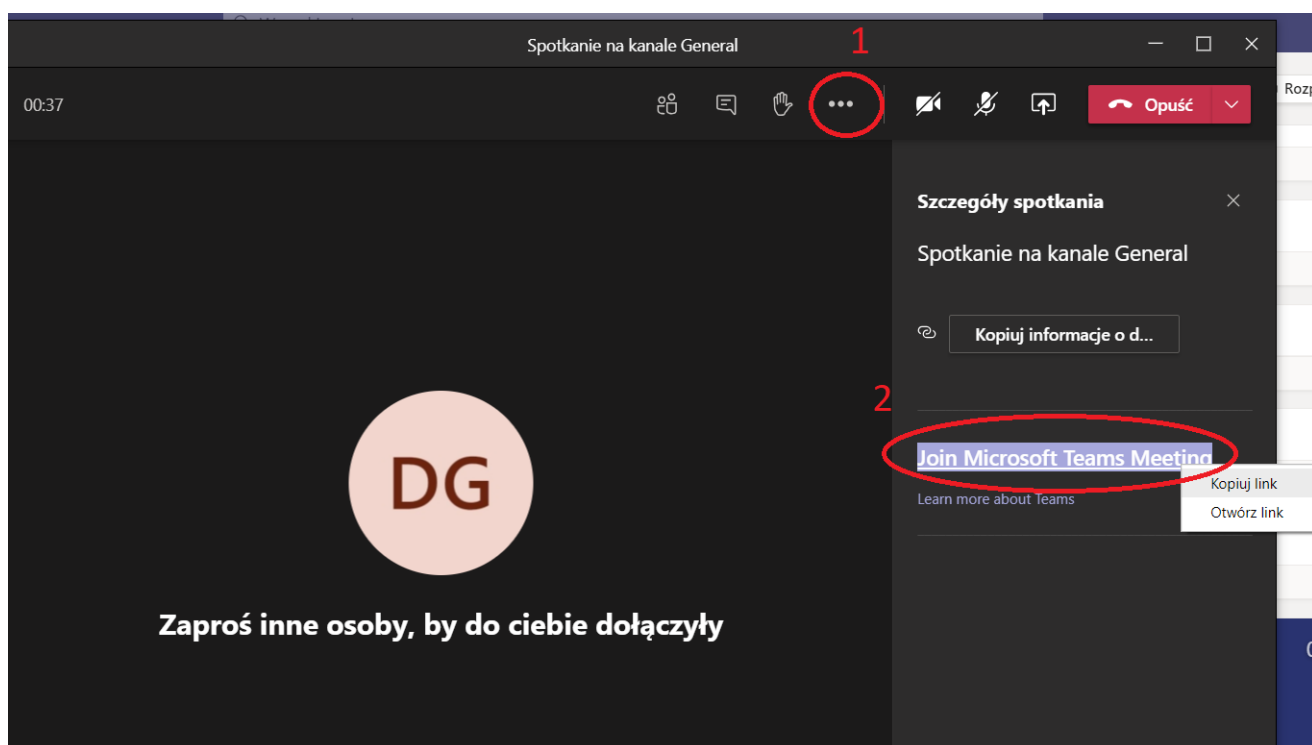 Spotkanie na kanale General
1
00:37
Opuść
Szczegóły spotkania
Spotkanie na kanale General
Kopiuj informacje o d...
2
Join Microsoft Teams Meeting
Kopiuj link
Learn more about Teams
Otwórz link
DG
Zaproś inne osoby, by do ciebie dołączyły